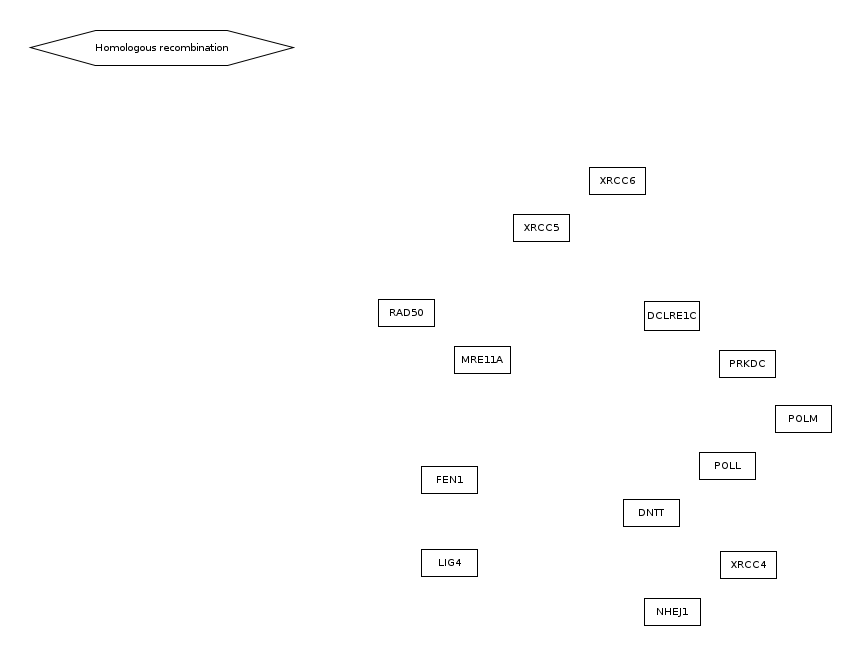 Homologous recombination
XRCC6
XRCC5
RAD50
DCLRE1C
MRE11A
PRKDC
POLM
POLL
FEN1
DNTT
LIG4
XRCC4
NHEJ1